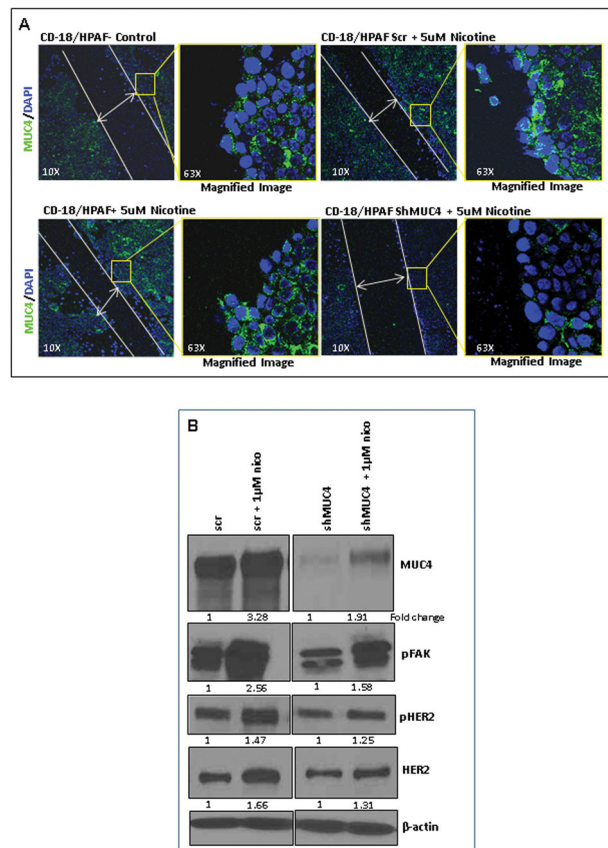 A
CD-18/HPAF- Control
CD-18/HPAF Scr + 5uM Nicotine
MUC4/DAPI
10X
63X
10X
63X
Magnified Image
Magnified Image
CD-18/HPAF+ 5uM Nicotine
CD-18/HPAF ShMUC4 + 5uM Nicotine
MUC4/DAPI
10X
63X
10X
63X
Magnified Image
Magnified Image
B
scr
scr + 1µM nico
shMUC4
shMUC4 + 1µM nico
MUC4
1 3.28 1 1.91 Fold change
pFAK
1 2.56 1 1.58
pHER2
1 1.47 1 1.25
HER2
1 1.66 1 1.31
β-actin